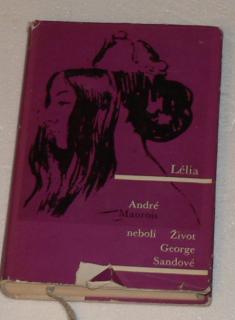 Lélia
André
Maurois
neboli Život
George
Sandové